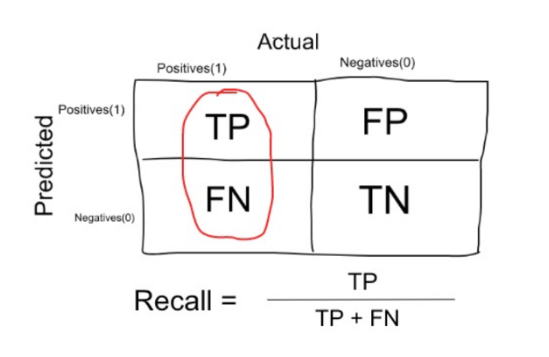 Actual
Positives(1) Negatives(0)
Predicted
Positives(1) TP FP
Negatives(0) FN TN
Recall = TP
TP + FN